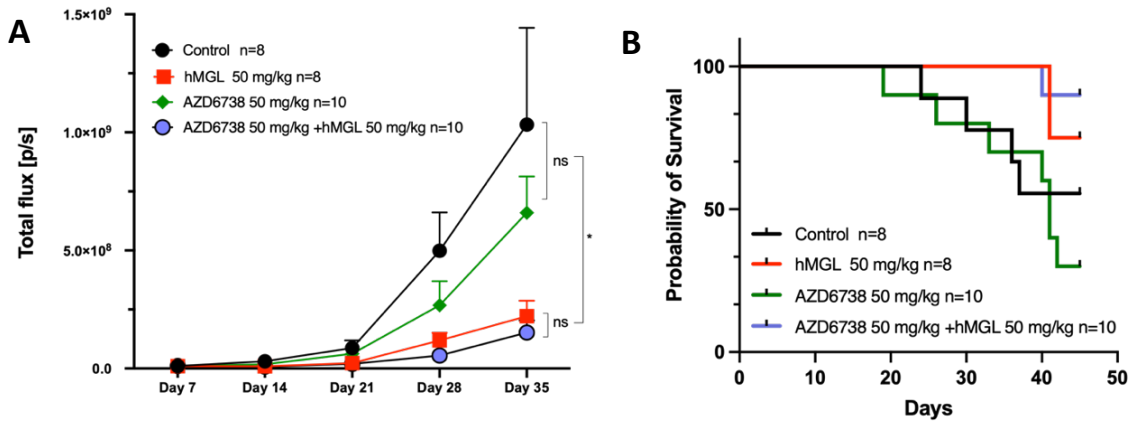 A
Total flux [p/s]
1.5×10⁹
1.0×10⁹
5.0×10⁸
0.0
Control n=8
hMGL 50 mg/kg n=8
AZD6738 50 mg/kg n=10
AZD6738 50 mg/kg +hMGL 50 mg/kg n=10
ns
*
ns
Day 7 Day 14 Day 21 Day 28 Day 35
B
Probability of Survival
100
50
0
Control n=8
hMGL 50 mg/kg n=8
AZD6738 50 mg/kg n=10
AZD6738 50 mg/kg +hMGL 50 mg/kg n=10
0 10 20 30 40 50
Days